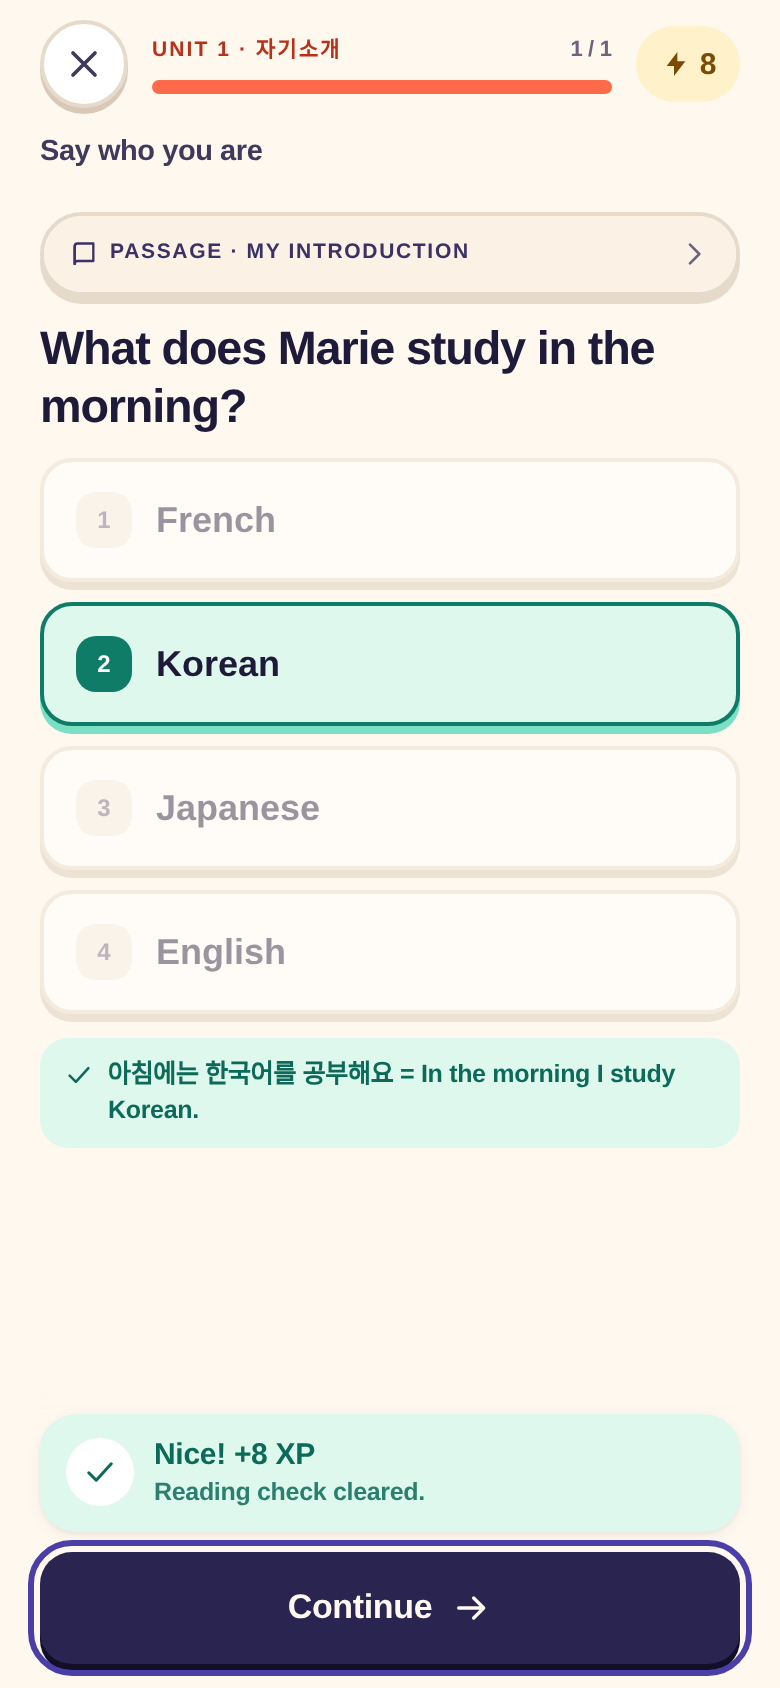 UNIT 1 · 자기소개
1 / 1
8
Say who you are
PASSAGE · MY INTRODUCTION
What does Marie study in the
morning?
1 French
2 Korean
3 Japanese
4 English
아침에는 한국어를 공부해요 = In the morning I study
Korean.
Nice! +8 XP
Reading check cleared.
Continue